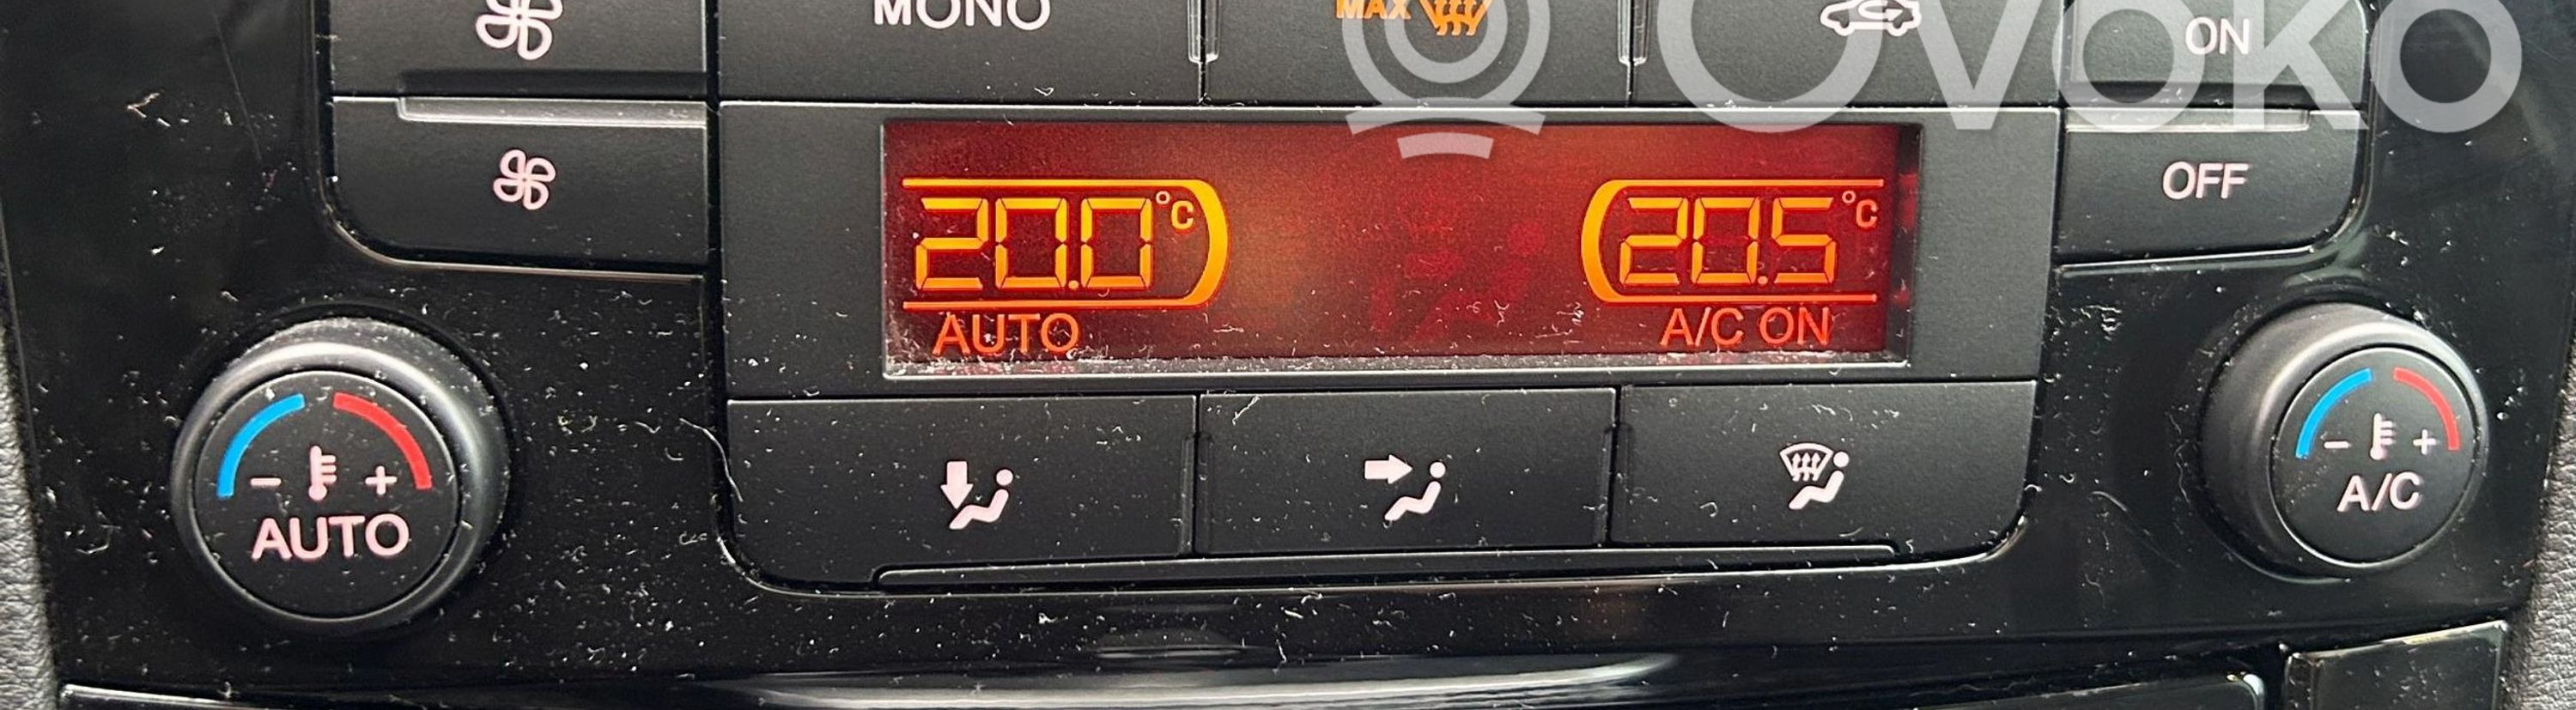 MONO
MAX
ovoko
ON
OFF
20.0°C
20.5°C
AUTO
A/C ON
- +
AUTO
- +
A/C